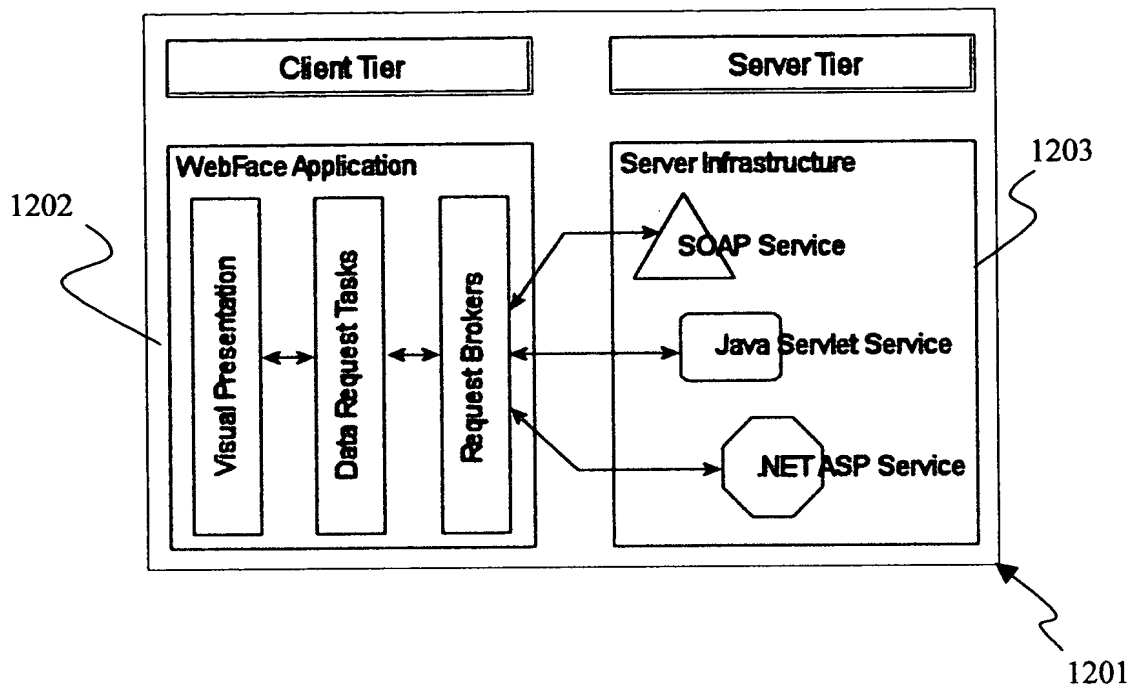 Client Tier
Server Tier
WebFace Application
Server Infrastructure
1203
1202
Visual Presentation
Data Request Tasks
Request Brokers
SOAP Service
Java Servlet Service
.NET ASP Service
1201